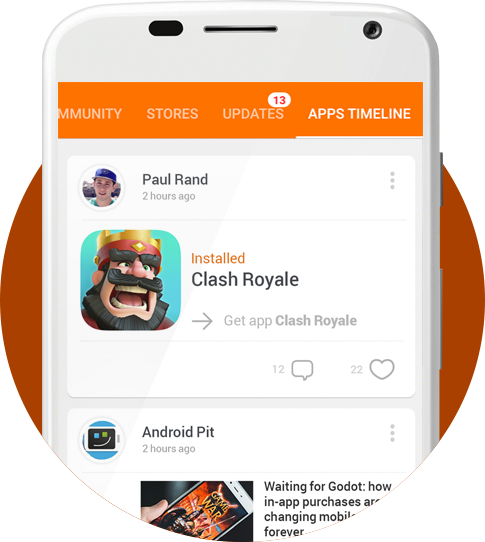 MMUNITY STORES UPDATES 13 APPS TIMELINE
Paul Rand
2 hours ago
Installed
Clash Royale
Get app Clash Royale
12 22
Android Pit
2 hours ago
Waiting for Godot: how
in-app purchases are
changing mobile
forever